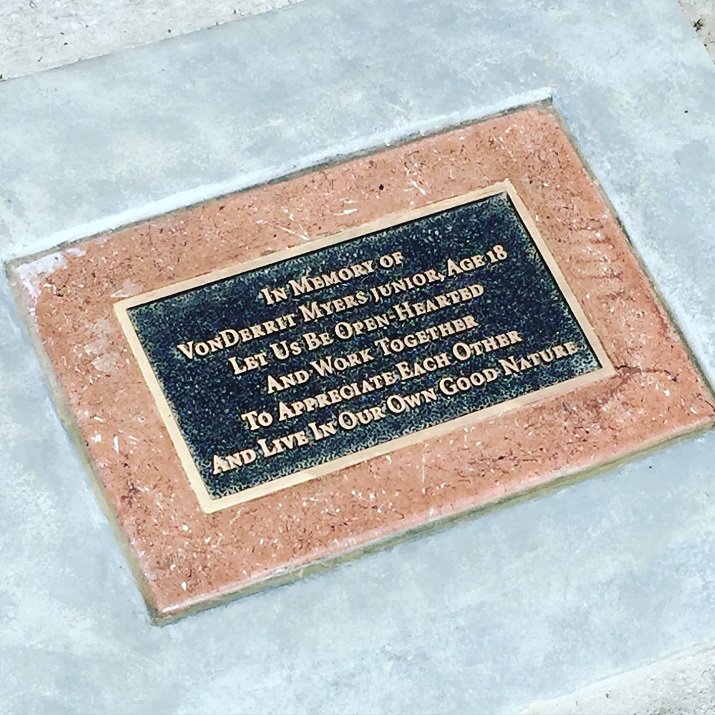 In Memory of
VonDerrit Myers junior, Age 18
Let Us Be Open-Hearted
And Work Together
To Appreciate Each Other
And Live In Our Own Good Nature